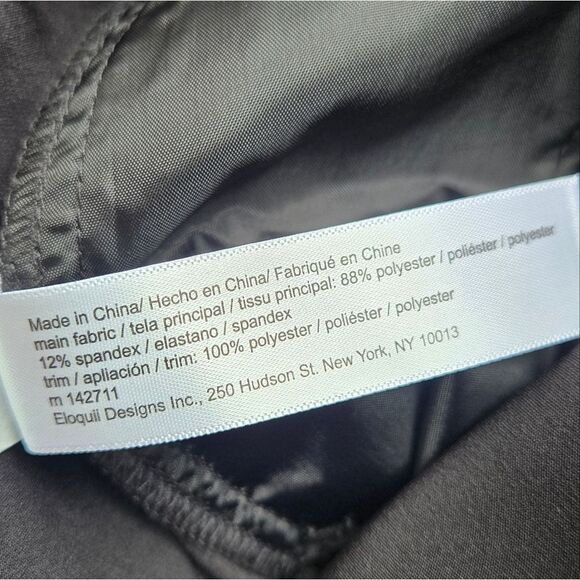 Made in China/ Hecho en China/ Fabriqué en Chine
main fabric / tela principal / tissu principal: 88% polyester / poliéster / polyester
12% spandex / elastano / spandex
trim / apliación / trim: 100% polyester / poliéster / polyester
rn 142711
Eloquii Designs Inc., 250 Hudson St. New York, NY 10013